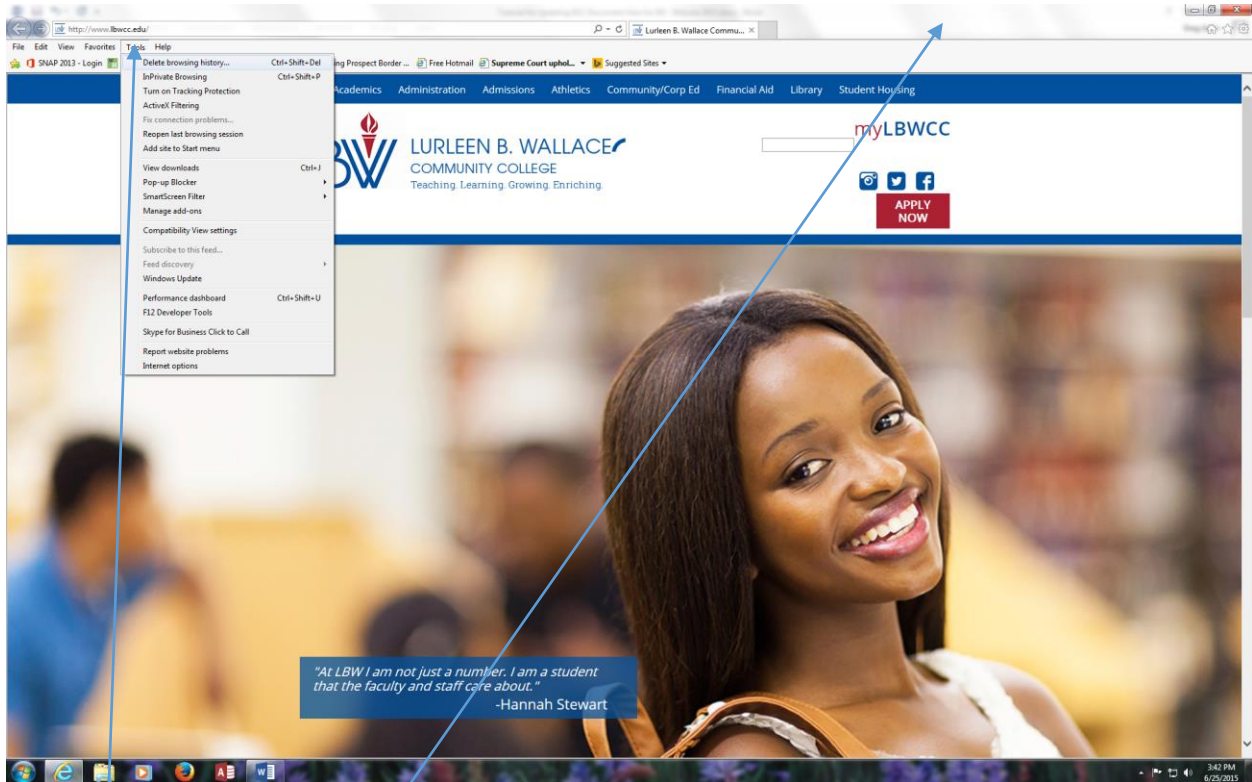 http://www.lbwcc.edu/
Lurleen B. Wallace Commu...
File Edit View Favorites Tools Help
SNAP 2013 - Login
ing Prospect Border ... Free Hotmail Supreme Court uphol... Suggested Sites
Delete browsing history... Ctrl+Shift+Del
InPrivate Browsing Ctrl+Shift+P
Turn on Tracking Protection
ActiveX Filtering
Fix connection problems...
Reopen last browsing session
Add site to Start menu
View downloads Ctrl+J
Pop-up Blocker
SmartScreen Filter
Manage add-ons
Compatibility View settings
Subscribe to this feed...
Feed discovery
Windows Update
Performance dashboard Ctrl+Shift+U
F12 Developer Tools
Skype for Business Click to Call
Report website problems
Internet options
Academics Administration Admissions Athletics Community/Corp Ed Financial Aid Library Student Housing
BW
LURLEEN B. WALLACE
COMMUNITY COLLEGE
Teaching. Learning. Growing. Enriching.
myLBWCC
APPLY
NOW
"At LBW I am not just a number. I am a student
that the faculty and staff care about."
-Hannah Stewart
3:42 PM
6/25/2015